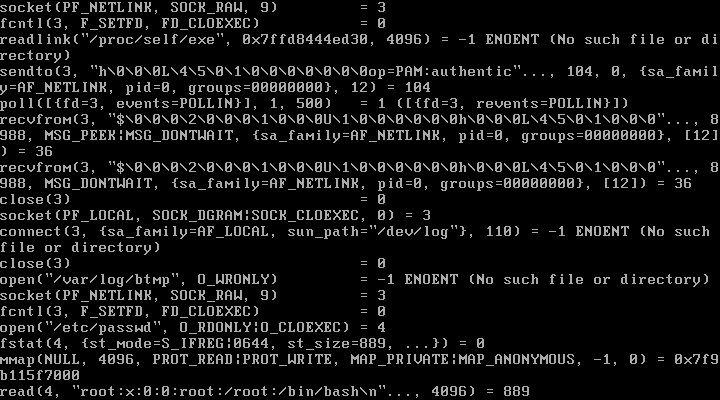 socket(PF_NETLINK, SOCK_RAW, 9)         = 3
fcntl(3, F_SETFD, FD_CLOEXEC)           = 0
readlink("/proc/self/exe", 0x7ffd8444ed30, 4096) = -1 ENOENT (No such file or di
rectory)
sendto(3, "h\0\0\0L\4\5\0\1\0\0\0\0\0\0\0op=PAM:authentic"..., 104, 0, {sa_famil
y=AF_NETLINK, pid=0, groups=00000000}, 12) = 104
poll([{fd=3, events=POLLIN}], 1, 500)   = 1 ([{fd=3, revents=POLLIN}])
recvfrom(3, "$\0\0\0\2\0\0\0\1\0\0\0U\1\0\0\0\0\0\0h\0\0\0L\4\5\0\1\0\0\0"..., 8
988, MSG_PEEK|MSG_DONTWAIT, {sa_family=AF_NETLINK, pid=0, groups=00000000}, [12]
) = 36
recvfrom(3, "$\0\0\0\2\0\0\0\1\0\0\0U\1\0\0\0\0\0\0h\0\0\0L\4\5\0\1\0\0\0"..., 8
988, MSG_DONTWAIT, {sa_family=AF_NETLINK, pid=0, groups=00000000}, [12]) = 36
close(3)                                = 0
socket(PF_LOCAL, SOCK_DGRAM|SOCK_CLOEXEC, 0) = 3
connect(3, {sa_family=AF_LOCAL, sun_path="/dev/log"}, 110) = -1 ENOENT (No such
file or directory)
close(3)                                = 0
open("/var/log/btmp", O_WRONLY)         = -1 ENOENT (No such file or directory)
socket(PF_NETLINK, SOCK_RAW, 9)         = 3
fcntl(3, F_SETFD, FD_CLOEXEC)           = 0
open("/etc/passwd", O_RDONLY|O_CLOEXEC) = 4
fstat(4, {st_mode=S_IFREG|0644, st_size=889, ...}) = 0
mmap(NULL, 4096, PROT_READ|PROT_WRITE, MAP_PRIVATE|MAP_ANONYMOUS, -1, 0) = 0x7f9
b115f7000
read(4, "root:x:0:0:root:/root:/bin/bash\n"..., 4096) = 889